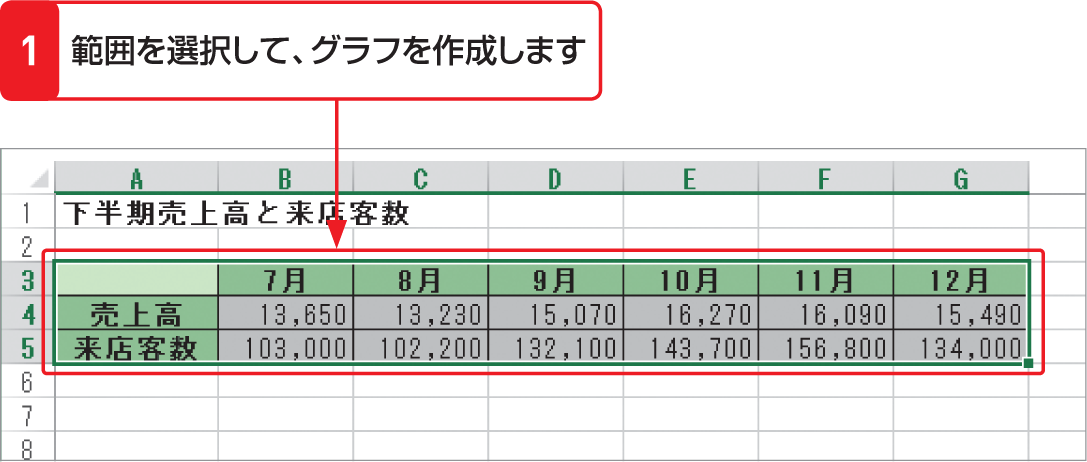 1 範囲を選択して、グラフを作成します
A B C D E F G
1 下半期売上高と来店客数
2
3 7月 8月 9月 10月 11月 12月
4 売上高 13,650 13,230 15,070 16,270 16,090 15,490
5 来店客数 103,000 102,200 132,100 143,700 156,800 134,000
6
7
8